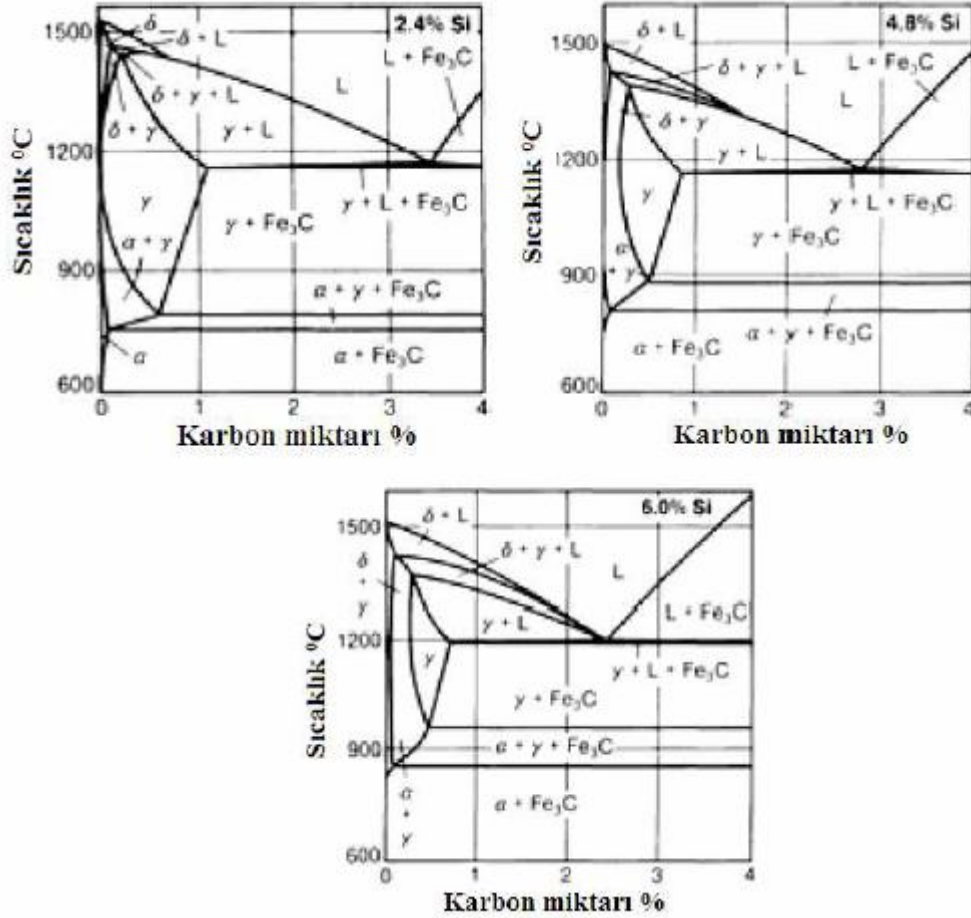 2.4% Si
1500
1200
900
600
δ
δ + L
L
L + Fe₃C
δ + γ + L
δ + γ
γ + L
γ
γ + L + Fe₃C
γ + Fe₃C
α + γ
α + γ + Fe₃C
α
α + Fe₃C
0 1 2 3 4
Sıcaklık ⁰C
Karbon miktarı %
4.8% Si
1500
1200
900
600
δ + L
L + Fe₃C
δ + γ + L
L
δ + γ
γ + L
γ
γ + L + Fe₃C
γ + Fe₃C
α
+ γ
α + γ + Fe₃C
α + Fe₃C
0 1 2 3 4
Sıcaklık ⁰C
Karbon miktarı %
6.0% Si
1500
1200
900
600
δ + L
δ + γ + L
L
δ
+
γ
L + Fe₃C
γ + L
γ
γ + L + Fe₃C
γ + Fe₃C
α + γ + Fe₃C
α
+
γ
α + Fe₃C
0 1 2 3 4
Sıcaklık ⁰C
Karbon miktarı %